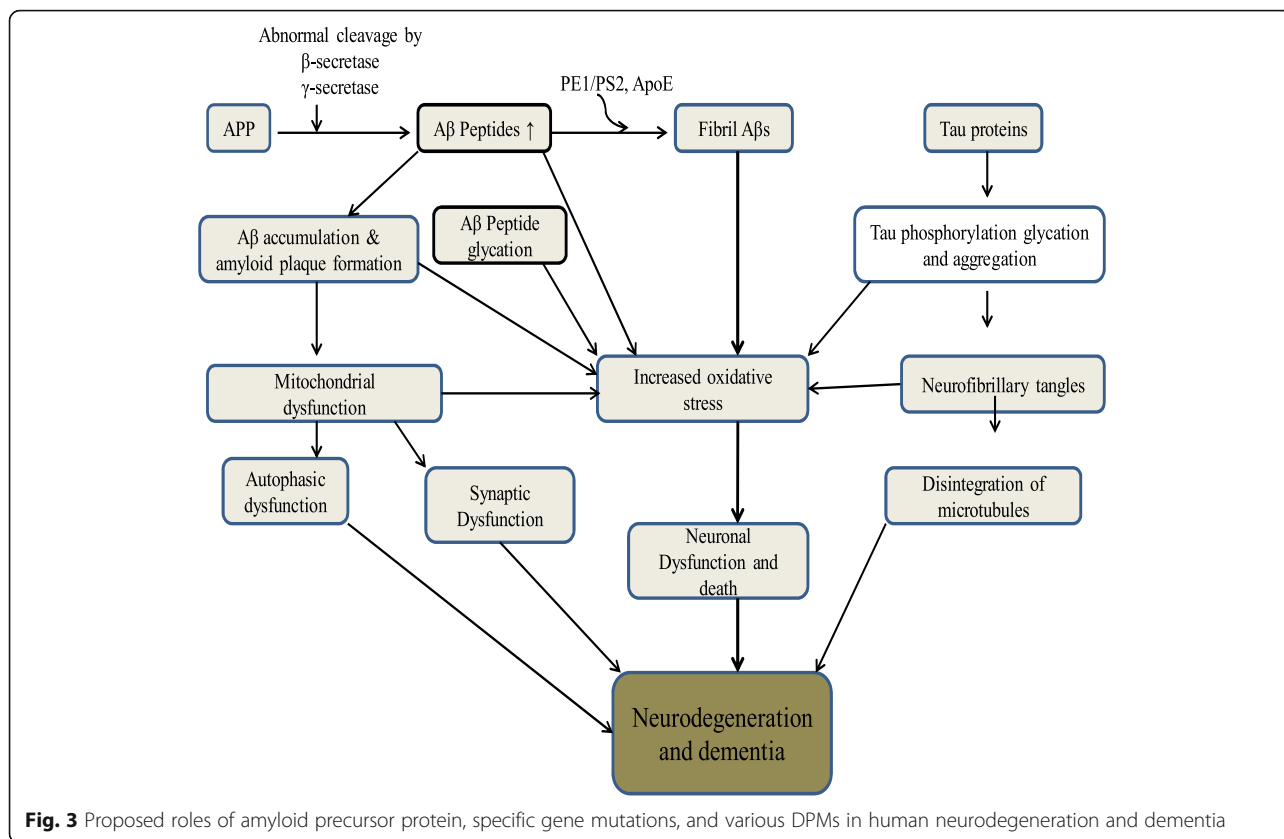 Abnormal cleavage by
β-secretase
γ-secretase
PE1/PS2, ApoE
APP
Aβ Peptides ↑
Fibril Aβs
Tau proteins
Aβ accumulation &
amyloid plaque formation
Aβ Peptide
glycation
Tau phosphorylation glycation
and aggregation
Mitochondrial
dysfunction
Increased oxidative
stress
Neurofibrillary tangles
Autophasic
dysfunction
Synaptic
Dysfunction
Disintegration of
microtubules
Neuronal
Dysfunction and
death
Neurodegeneration
and dementia
Fig. 3 Proposed roles of amyloid precursor protein, specific gene mutations, and various DPMs in human neurodegeneration and dementia